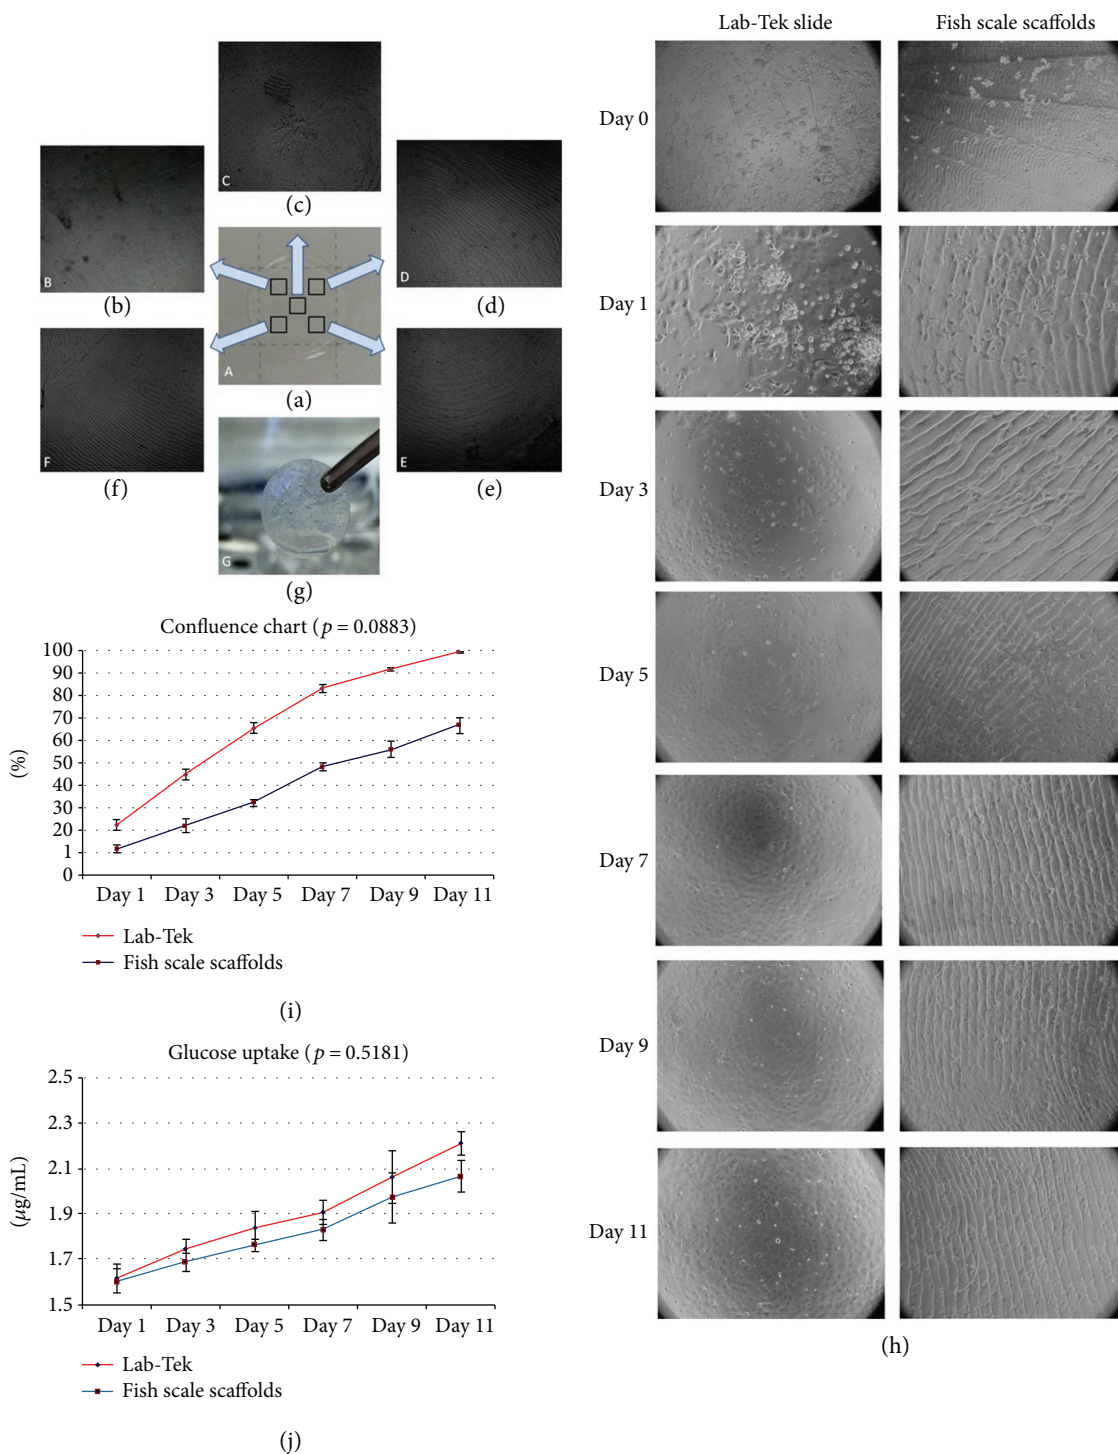 C
(c)
B
(b)
A
(a)
D
(d)
F
(f)
G
(g)
E
(e)
Confluence chart (p = 0.0883)
100
90
80
70
60
50
40
30
20
1
0
(%)
Day 1 Day 3 Day 5 Day 7 Day 9 Day 11
Lab-Tek
Fish scale scaffolds
(i)
Glucose uptake (p = 0.5181)
2.5
2.3
2.1
1.9
1.7
1.5
(µg/mL)
Day 1 Day 3 Day 5 Day 7 Day 9 Day 11
Lab-Tek
Fish scale scaffolds
(j)
Lab-Tek slide Fish scale scaffolds
Day 0
Day 1
Day 3
Day 5
Day 7
Day 9
Day 11
(h)